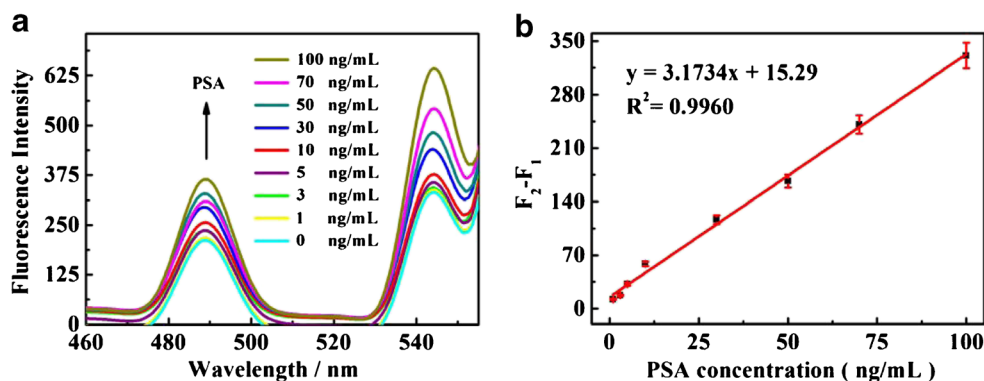 a
Fluorescence Intensity
625
500
375
250
125
0
460
480
500
520
540
Wavelength / nm
PSA
100 ng/mL
70 ng/mL
50 ng/mL
30 ng/mL
10 ng/mL
5 ng/mL
3 ng/mL
1 ng/mL
0 ng/mL
b
F₂-F₁
350
280
210
140
70
0
0
25
50
75
100
PSA concentration ( ng/mL )
y = 3.1734x + 15.29
R²= 0.9960